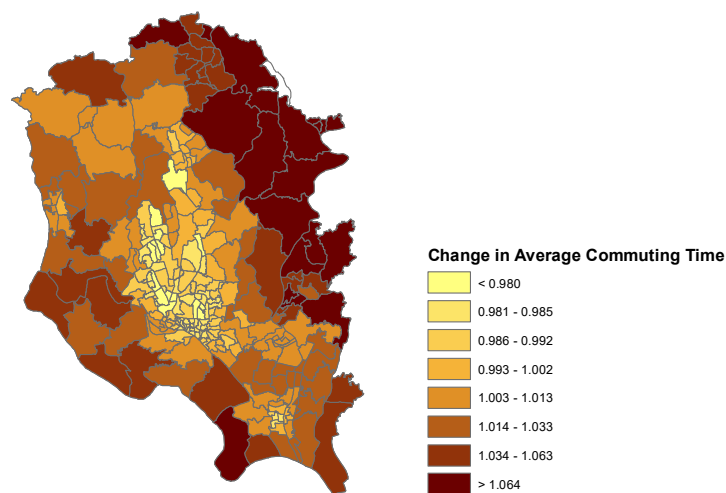 Change in Average Commuting Time
< 0.980
0.981 - 0.985
0.986 - 0.992
0.993 - 1.002
1.003 - 1.013
1.014 - 1.033
1.034 - 1.063
> 1.064